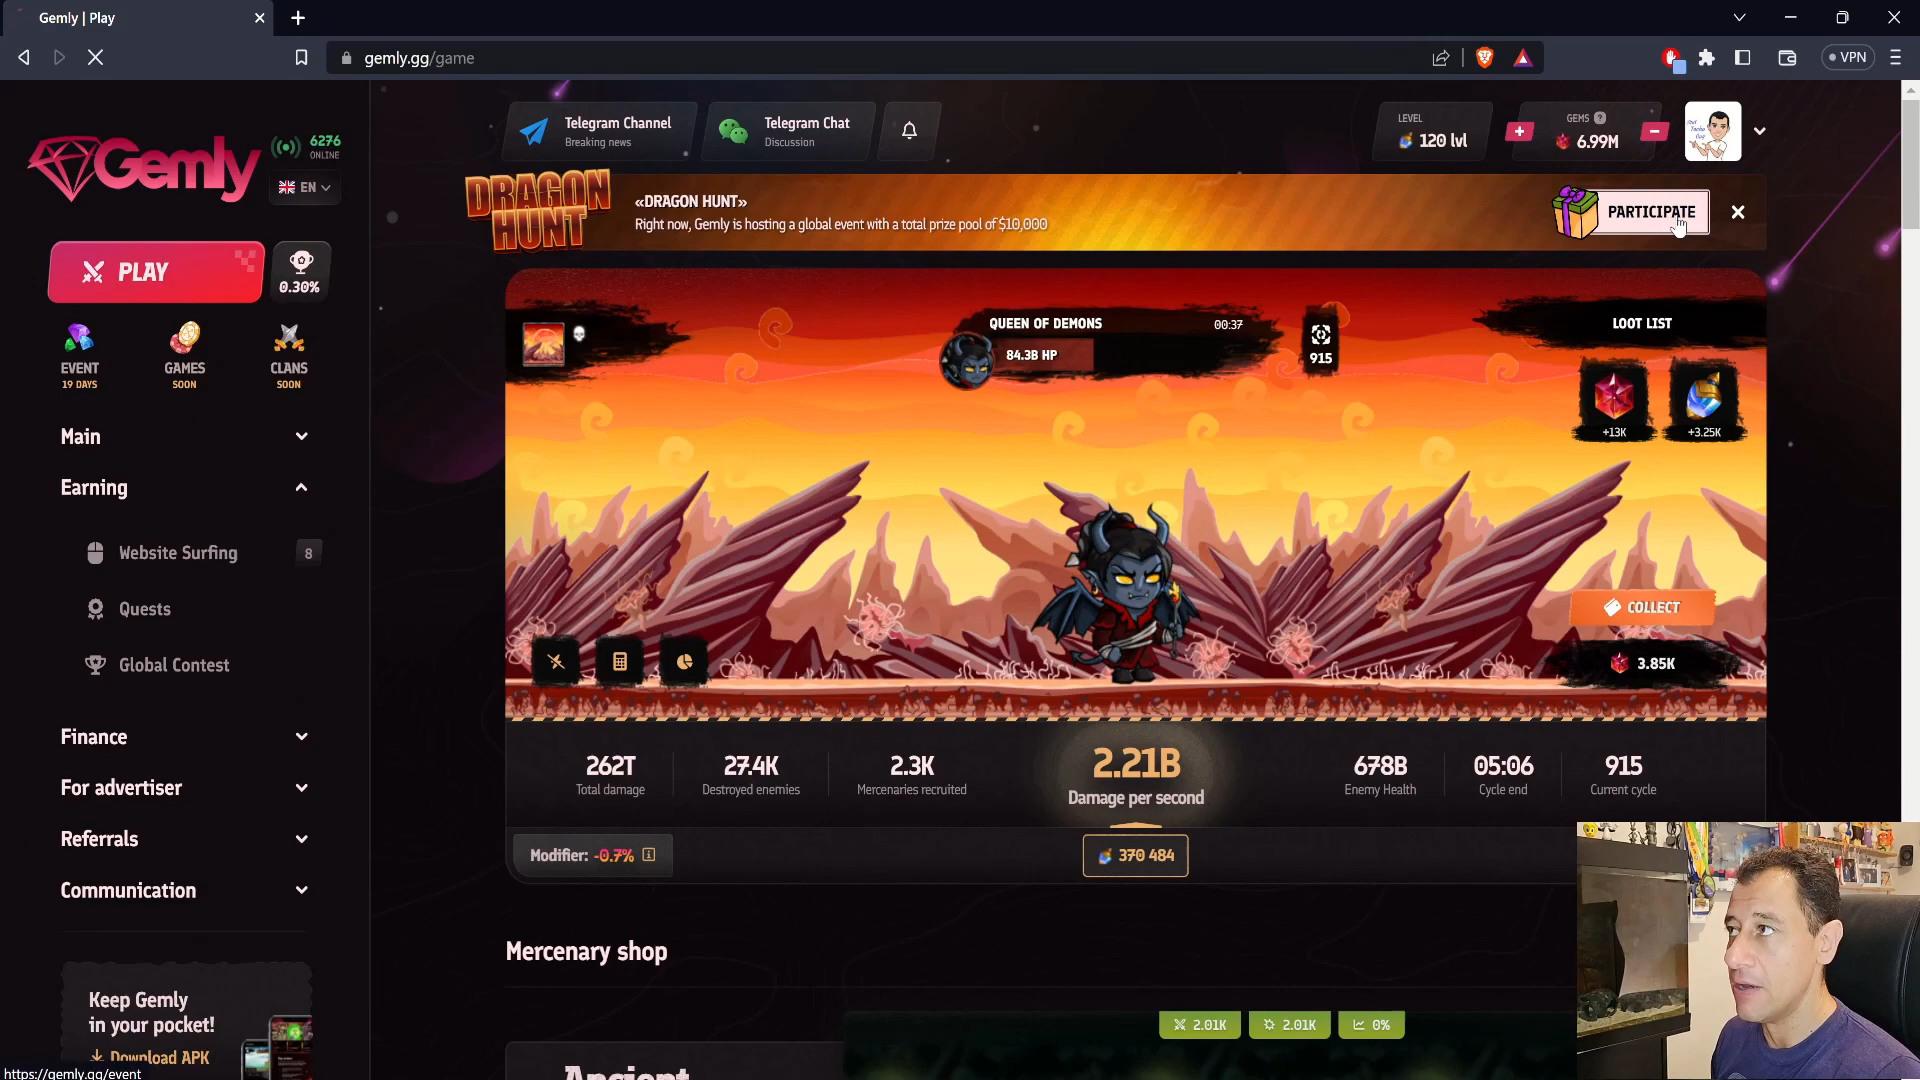 Gemly | Play
gemly.gg/game
VPN
Gemly
6276
ONLINE
EN
Telegram Channel
Breaking news
Telegram Chat
Discussion
LEVEL
120 lvl
GEMS
6.99M
DRAGON
HUNT
«DRAGON HUNT»
Right now, Gemly is hosting a global event with a total prize pool of $10,000
PARTICIPATE
PLAY
0.30%
EVENT
19 DAYS
GAMES
SOON
CLANS
SOON
Main
Earning
Website Surfing
8
Quests
Global Contest
Finance
For advertiser
Referrals
Communication
Keep Gemly
in your pocket!
Download APK
https://gemly.gg/event
QUEEN OF DEMONS
00:37
84.3B HP
915
LOOT LIST
+13K
+3.25K
COLLECT
3.85K
262T
Total damage
27.4K
Destroyed enemies
2.3K
Mercenaries recruited
2.21B
Damage per second
678B
Enemy Health
05:06
Cycle end
915
Current cycle
Modifier: -0.7%
370 484
Mercenary shop
2.01K
2.01K
0%
Ancient